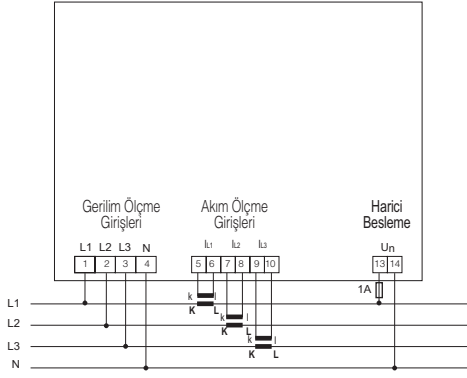 Gerilim Ölçme Girişleri
Akım Ölçme Girişleri
Harici Besleme
L1 L2 L3 N
IL1 IL2 IL3
Un
1 2 3 4
5 6 7 8 9 10
13 14
1A
L1
k l
K L
L2
k l
K L
L3
k l
K L
N